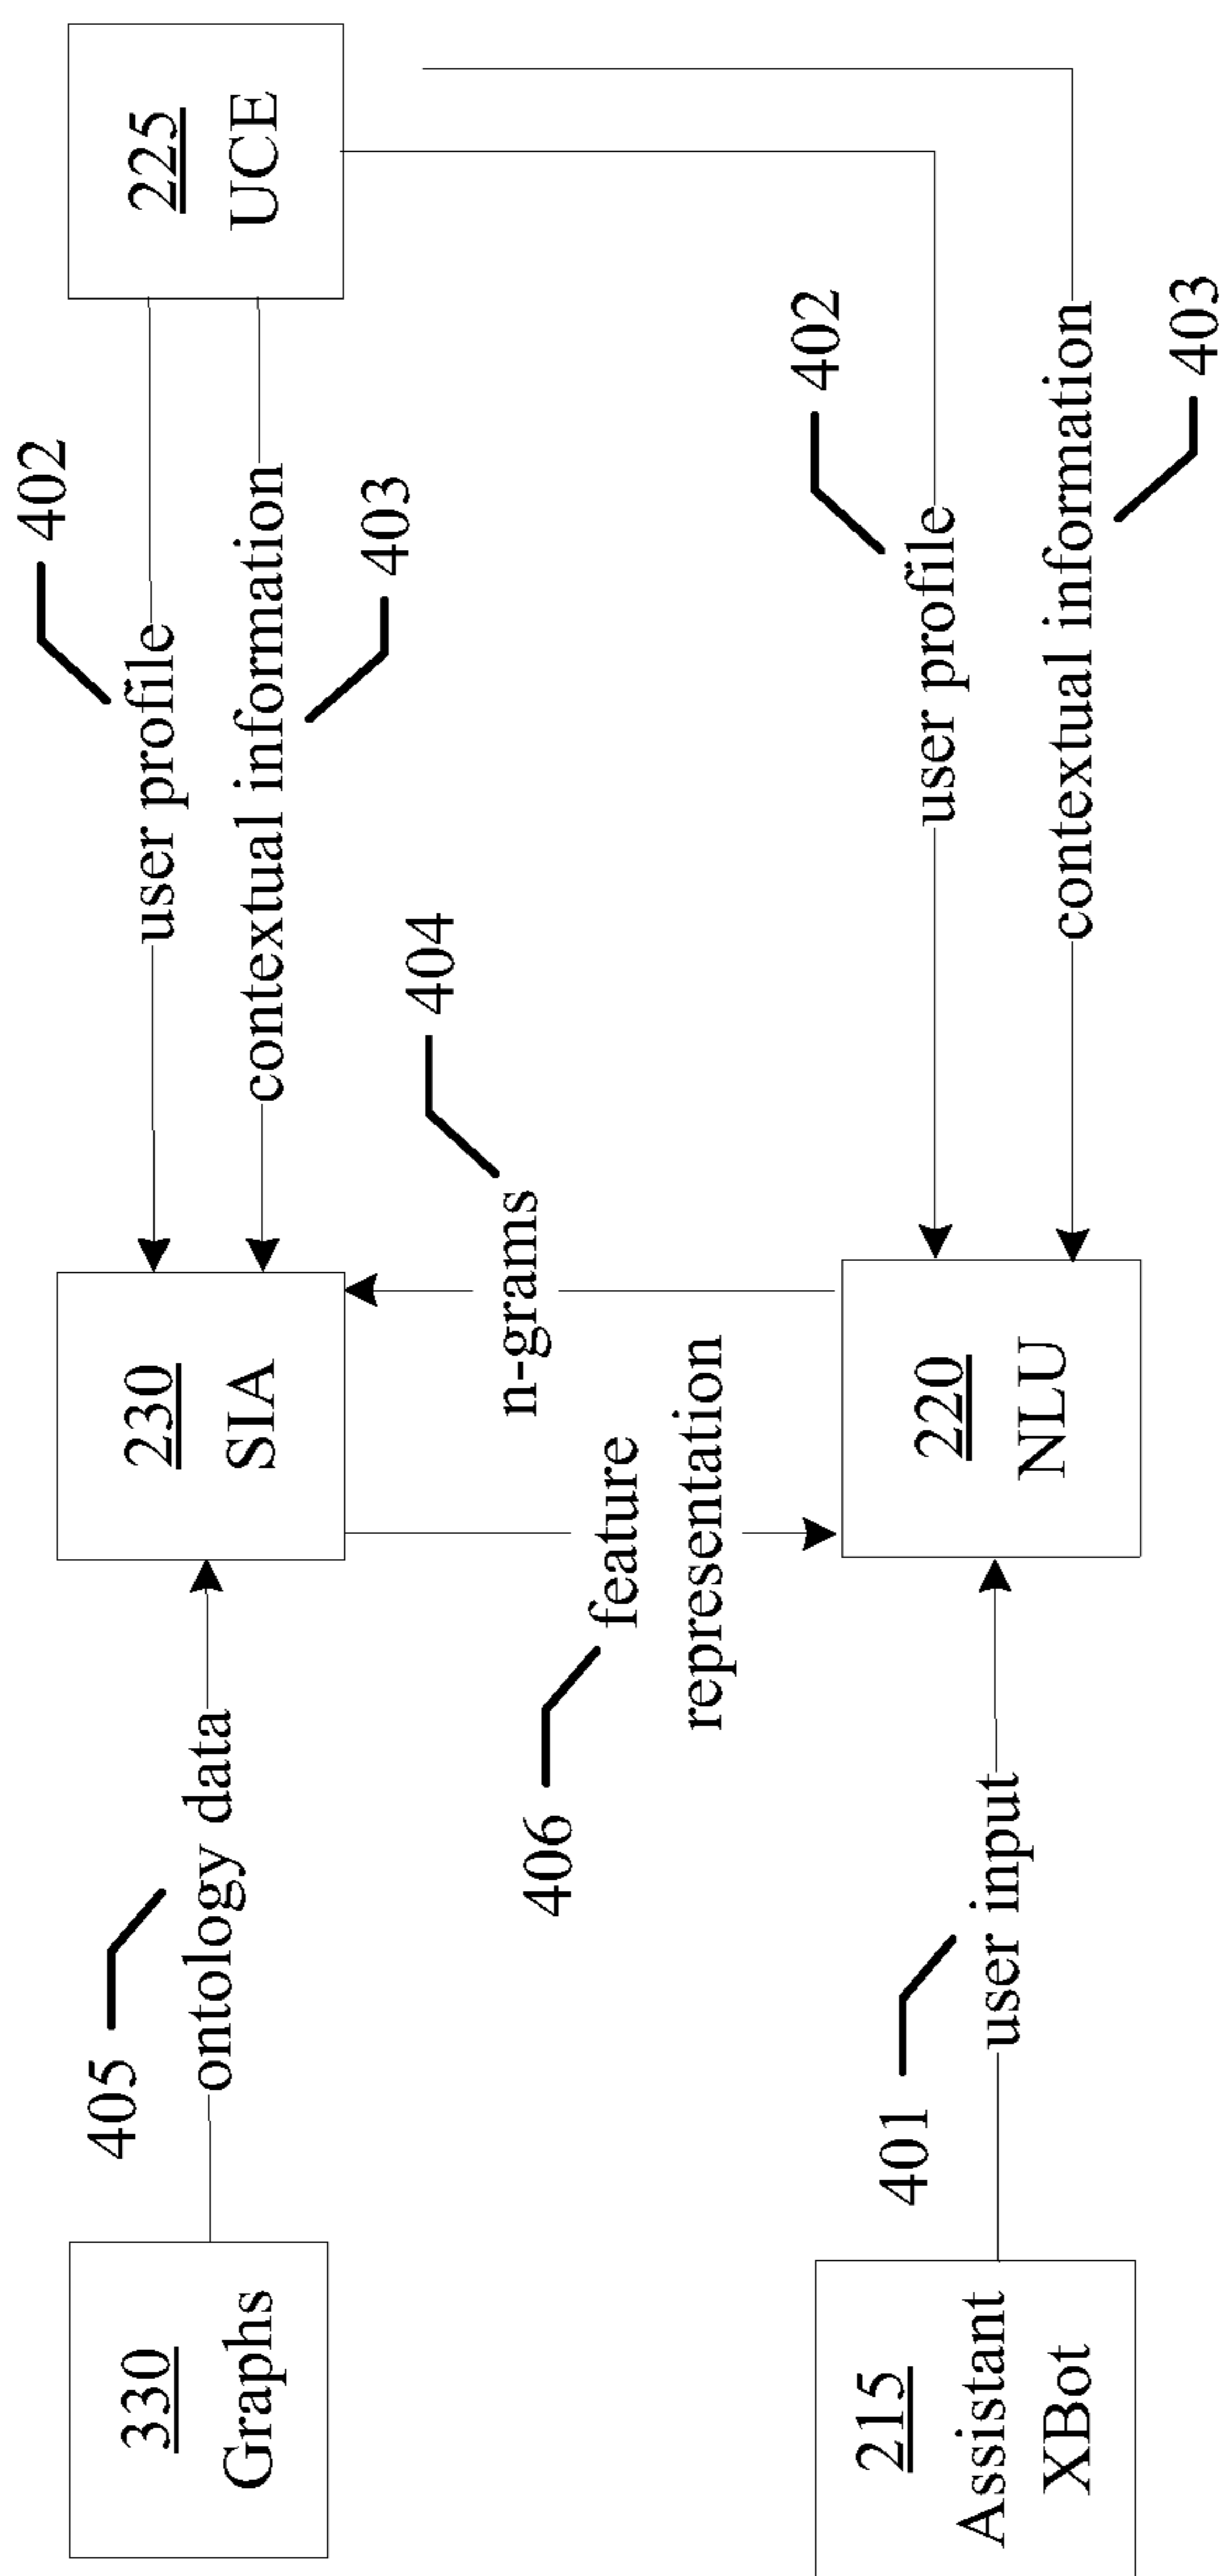 402
405
330
Graphs
ontology data
230
SIA
user profile
contextual information
403
225
UCE
404
n-grams
406
feature
representation
402
401
215
Assistant
XBot
user input
220
NLU
user profile
contextual information
403